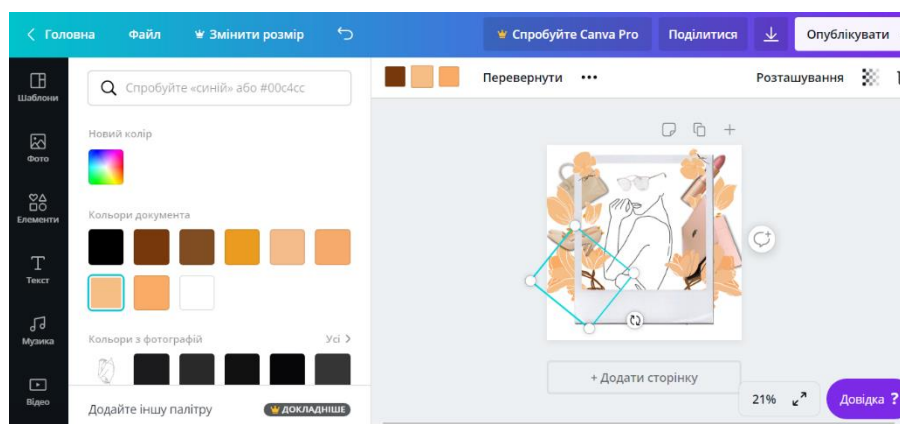 Головна Файл Змінити розмір Спробуйте Canva Pro Поділитися Опублікувати
Шаблони
Фото
Елементи
Текст
Музика
Відео
Спробуйте «синій» або #00c4cc
Новий колір
Кольори документа
Кольори з фотографій Усі
Додайте іншу палітру ДОКЛАДНІШЕ
Перевернути ••• Розташування
+ Додати сторінку
21% Довідка ?